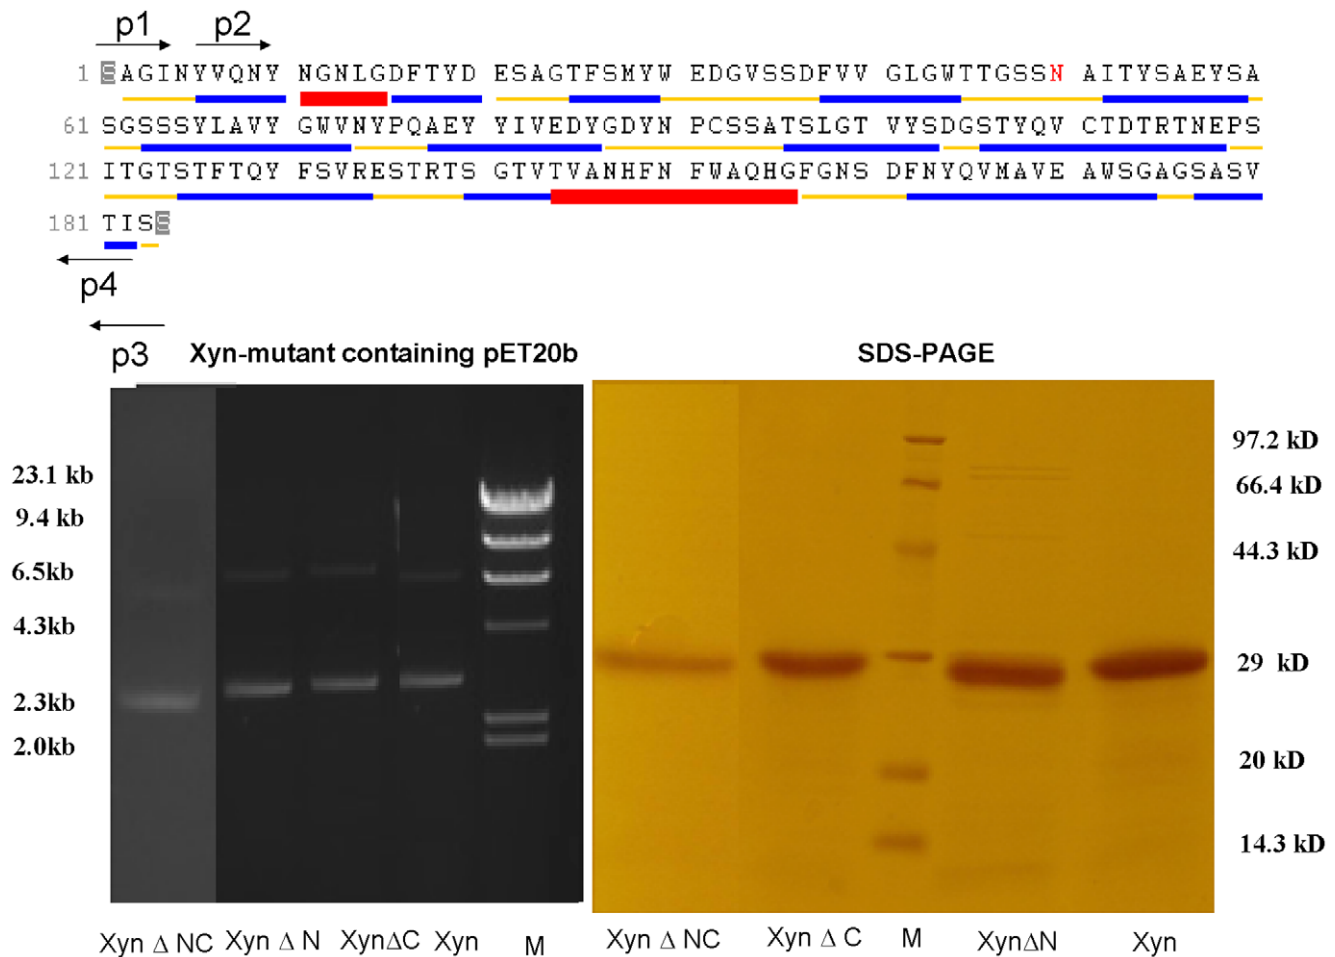 p1 p2
1 SAGINYVQNY NGNLGDFTYD ESAGTFSMYW EDGVSSDFVV GLGWTTGSSN AITYSAEYSA
61 SGSSSYLAVY GWVNYPQAEY YIVEDYGDYN PCSSATSLGT VYSDGSTYQV CTDTRTNEPS
121 ITGTSTFTQY FSVRESTRTS GTVTVANHFN FWAQHGFGNS DFNYQVMAVE AWSGAGSASV
181 TISS
p4
p3 Xyn-mutant containing pET20b SDS-PAGE
23.1 kb
9.4 kb
6.5kb
4.3kb
2.3kb
2.0kb
97.2 kD
66.4 kD
44.3 kD
29 kD
20 kD
14.3 kD
Xyn Δ NC Xyn Δ N XynΔC Xyn M Xyn Δ NC Xyn Δ C M XynΔN Xyn